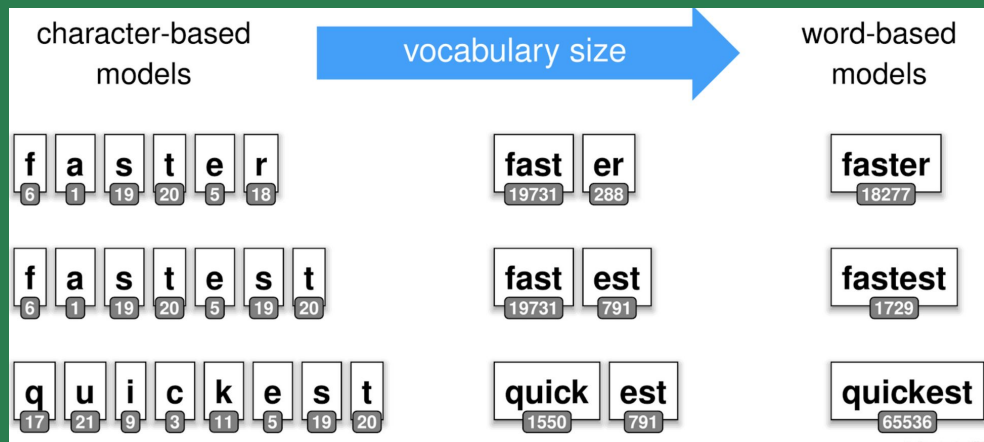 character-based
models
vocabulary size
word-based
models
f a s t e r
6 1 19 20 5 18
fast er
19731 288
faster
18277
f a s t e s t
6 1 19 20 5 19 20
fast est
19731 791
fastest
1729
q u i c k e s t
17 21 9 3 11 5 19 20
quick est
1550 791
quickest
65536